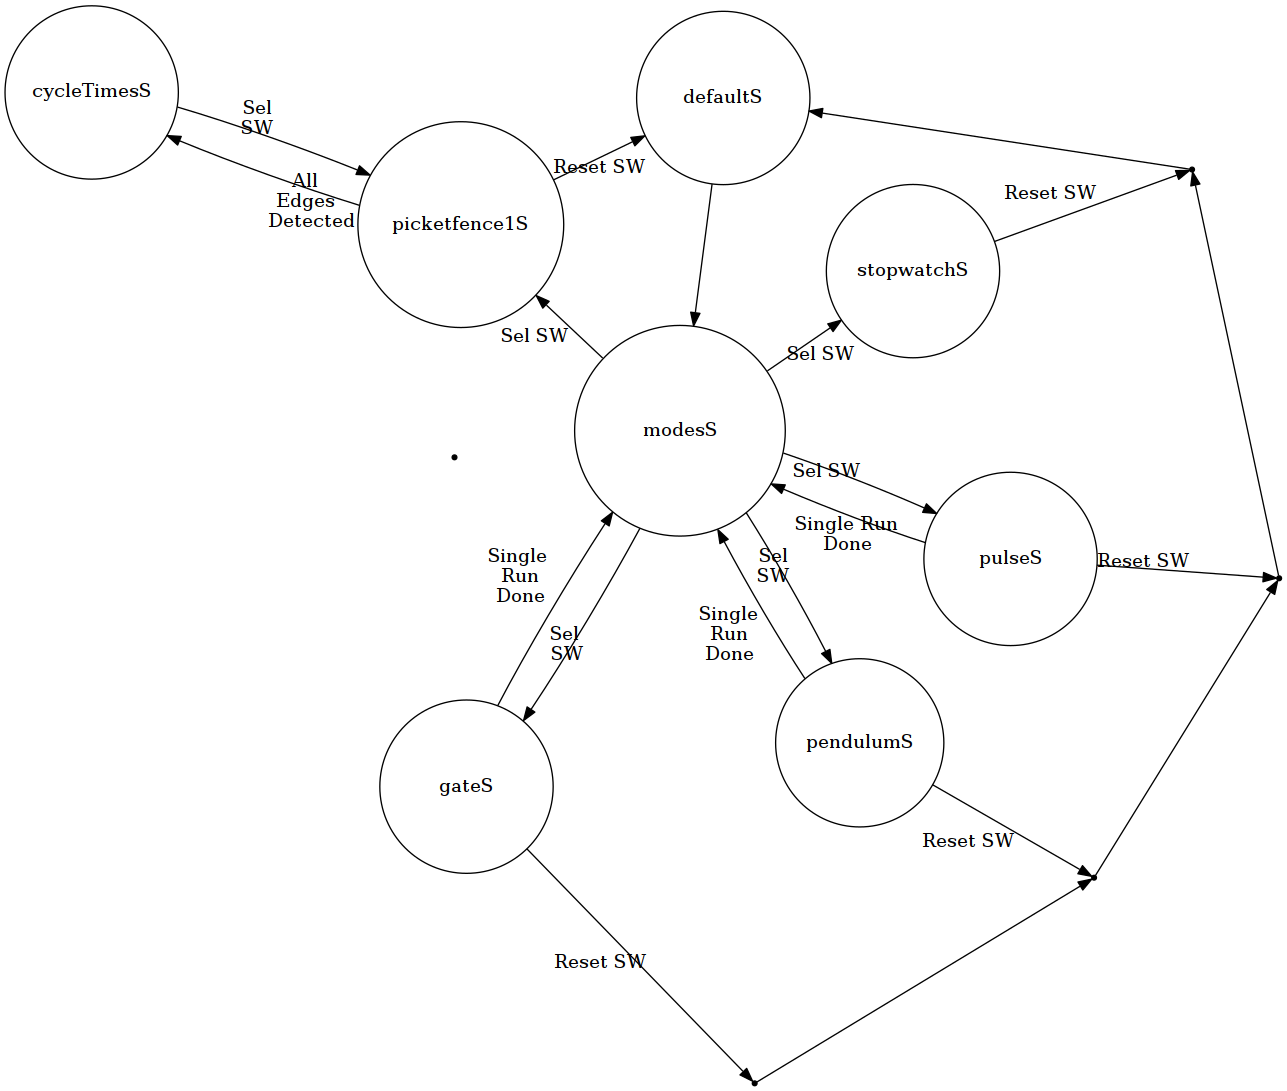 cycleTimesS
defaultS
Sel
SW
Reset SW
All
Edges
Detected
Reset SW
picketfence1S
stopwatchS
Sel SW
Sel SW
modesS
Sel SW
Single Run
Done
Single
Run
Done
Sel
SW
pulseS
Reset SW
Single
Run
Done
Sel
SW
pendulumS
gateS
Reset SW
Reset SW